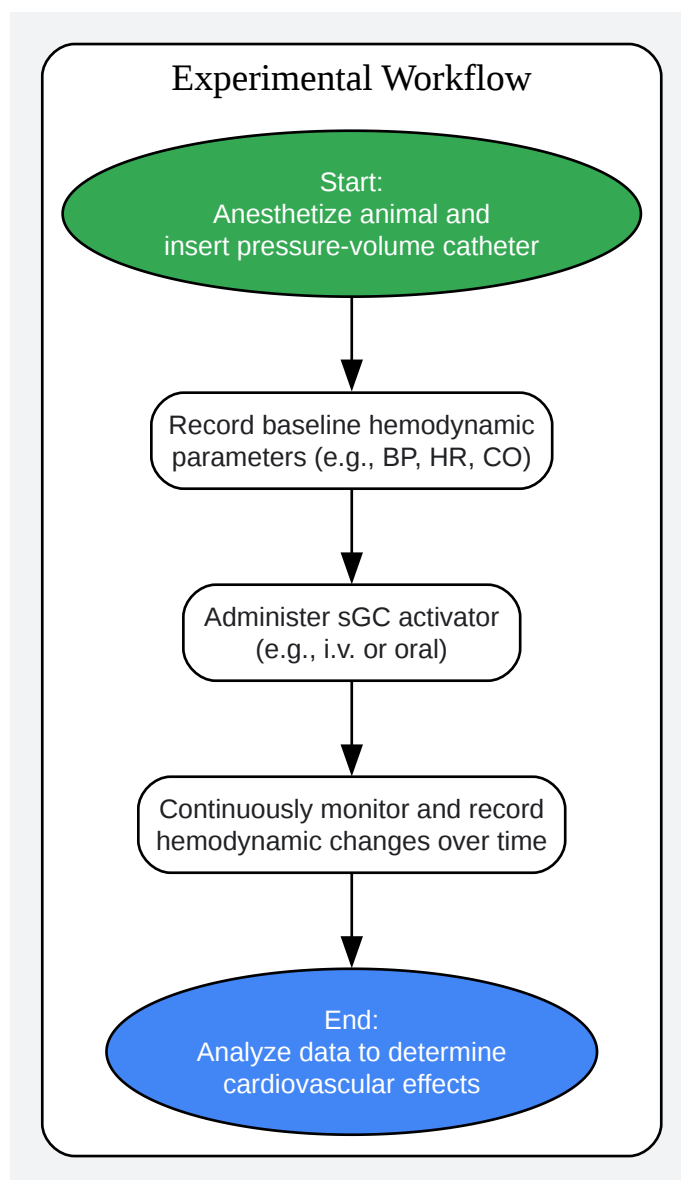 Experimental Workflow
Start:
Anesthetize animal and
insert pressure-volume catheter
Record baseline hemodynamic
parameters (e.g., BP, HR, CO)
Administer sGC activator
(e.g., i.v. or oral)
Continuously monitor and record
hemodynamic changes over time
End:
Analyze data to determine
cardiovascular effects